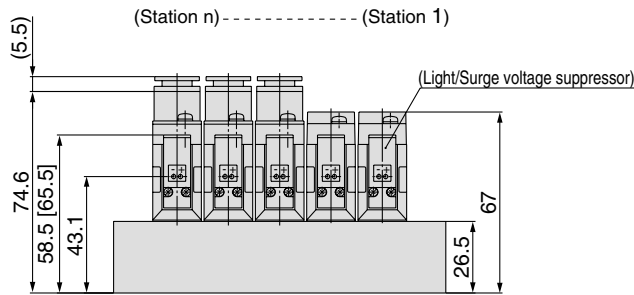 (Station n)
(Station 1)
(5.5)
(Light/Surge voltage suppressor)
74.6
58.5 [65.5]
43.1
67
26.5